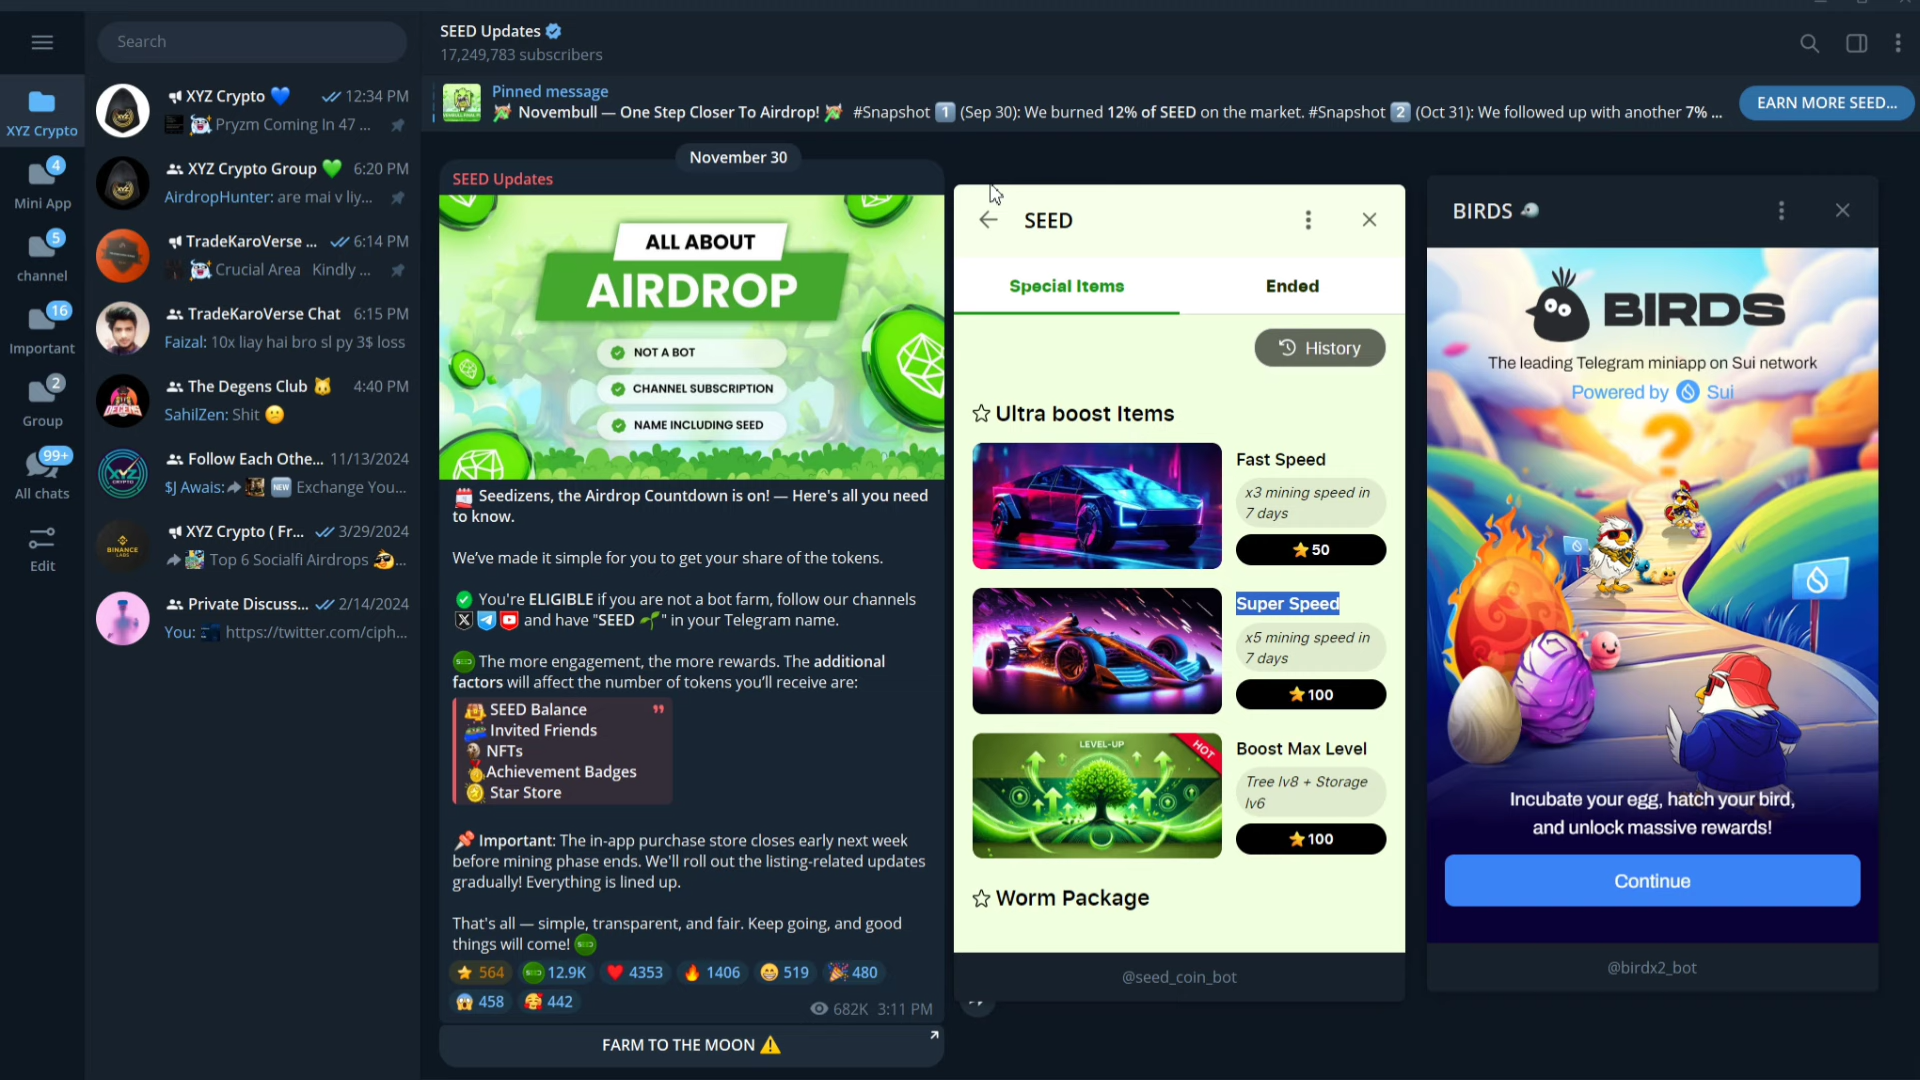 Search
XYZ Crypto
Mini App
4
channel
5
Important
16
Group
2
All chats
99+
Edit
XYZ Crypto 💙 12:34 PM
Pryzm Coming In 47 ...
XYZ Crypto Group 💚 6:20 PM
AirdropHunter: are mai v liy...
TradeKaroVerse ... 6:14 PM
Crucial Area Kindly ...
TradeKaroVerse Chat 6:15 PM
Faizal: 10x liay hai bro sl py 3$ loss
The Degens Club 🐱 4:40 PM
SahilZen: Shit 😕
Follow Each Othe... 11/13/2024
$J Awais: NEW Exchange You...
XYZ Crypto ( Fr... 3/29/2024
Top 6 Socialfi Airdrops ...
BINANCE
LABS
Private Discuss... 2/14/2024
You: https://twitter.com/ciph...
SEED Updates
17,249,783 subscribers
Pinned message
Novembull — One Step Closer To Airdrop! #Snapshot 1 (Sep 30): We burned 12% of SEED on the market. #Snapshot 2 (Oct 31): We followed up with another 7% ...
EARN MORE SEED...
November 30
SEED Updates
ALL ABOUT
AIRDROP
NOT A BOT
CHANNEL SUBSCRIPTION
NAME INCLUDING SEED
Seedizens, the Airdrop Countdown is on! — Here's all you need
to know.
We've made it simple for you to get your share of the tokens.
✅ You're ELIGIBLE if you are not a bot farm, follow our channels
and have "SEED 🌱" in your Telegram name.
The more engagement, the more rewards. The additional
factors will affect the number of tokens you'll receive are:
SEED Balance
Invited Friends
NFTs
Achievement Badges
Star Store
📌 Important: The in-app purchase store closes early next week
before mining phase ends. We'll roll out the listing-related updates
gradually! Everything is lined up.
That's all — simple, transparent, and fair. Keep going, and good
things will come!
⭐ 564 12.9K ❤️ 4353 🔥 1406 😁 519 🎉 480
😱 458 🥰 442
682K 3:11 PM
FARM TO THE MOON ⚠️
SEED
Special Items Ended
History
Ultra boost Items
Fast Speed
x3 mining speed in
7 days
⭐50
Super Speed
x5 mining speed in
7 days
⭐100
LEVEL-UP
HOT
Boost Max Level
Tree lv8 + Storage
lv6
⭐100
Worm Package
@seed_coin_bot
BIRDS
BIRDS
The leading Telegram miniapp on Sui network
Powered by Sui
Incubate your egg, hatch your bird,
and unlock massive rewards!
Continue
@birdx2_bot